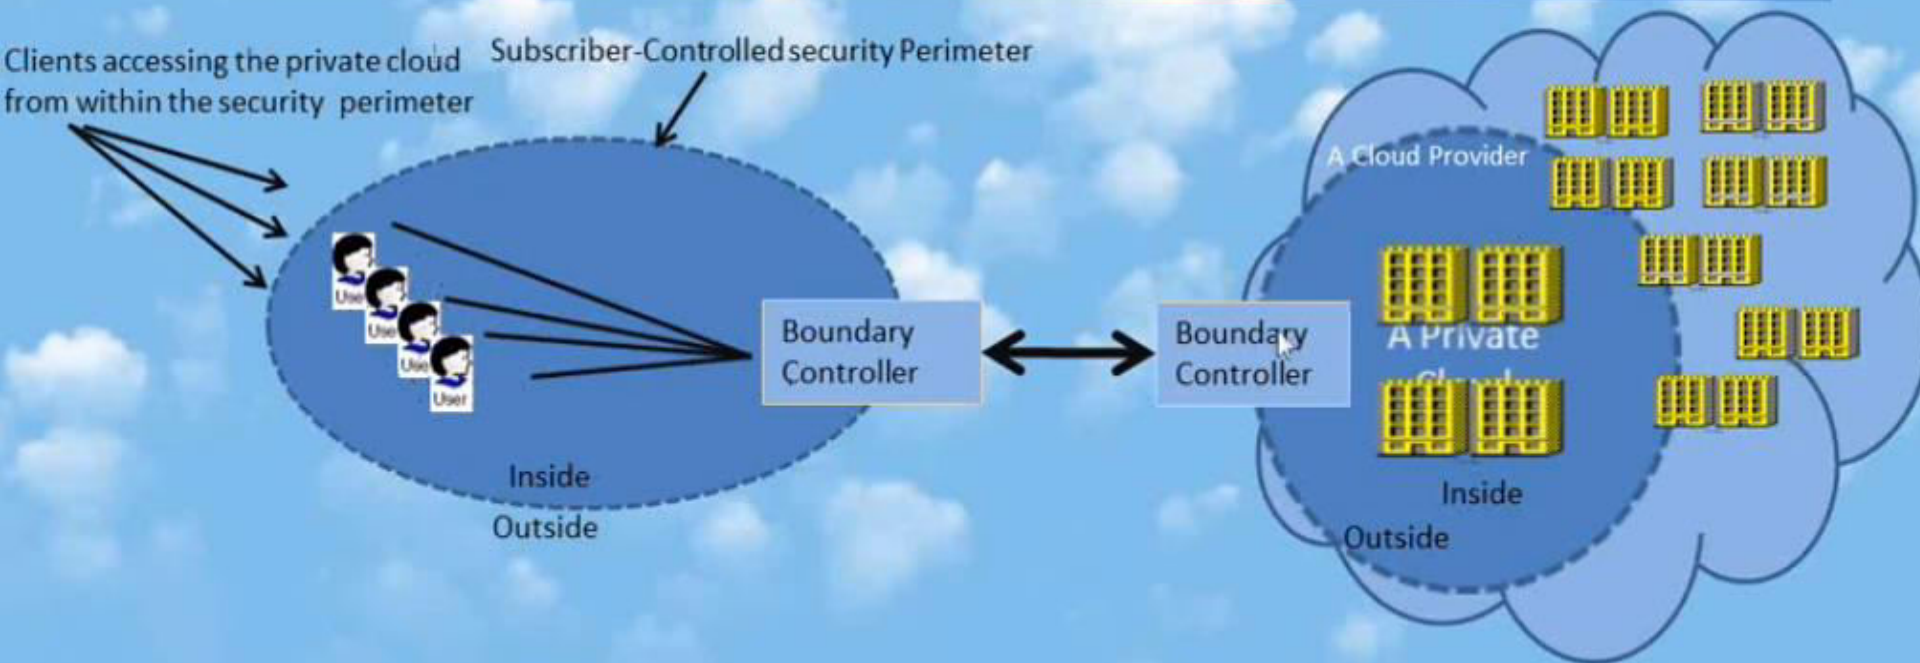 Clients accessing the private cloud
from within the security perimeter
Subscriber-Controlled security Perimeter
User
Boundary
Controller
Inside
Outside
Boundary
Controller
A Cloud Provider
A Private
Inside
Outside